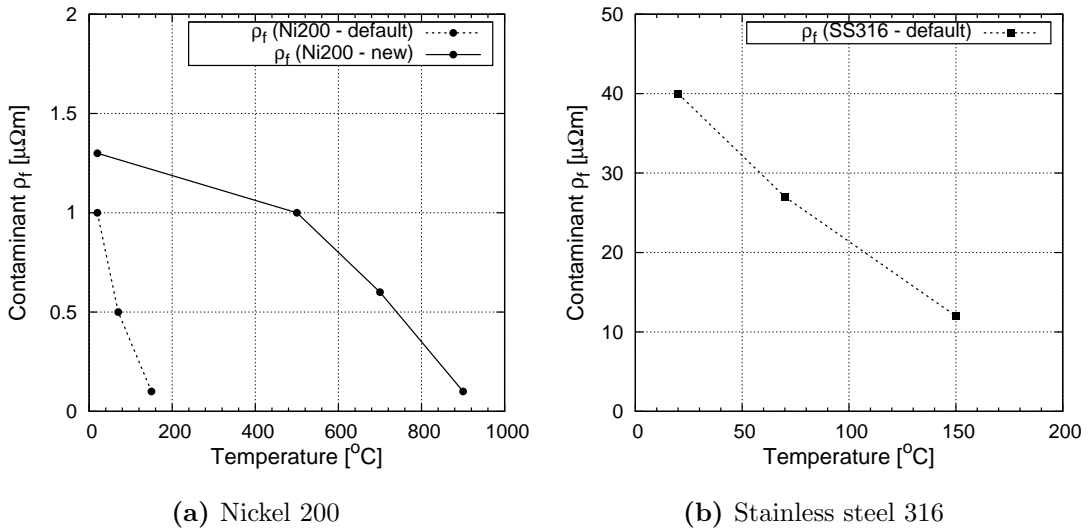 ρf (Ni200 - default)
ρf (Ni200 - new)
2
1.5
1
0.5
0
0 200 400 600 800 1000
Contaminant ρf [μΩm]
Temperature [°C]
(a) Nickel 200
ρf (SS316 - default)
50
40
30
20
10
0
0 50 100 150 200
Contaminant ρf [μΩm]
Temperature [°C]
(b) Stainless steel 316